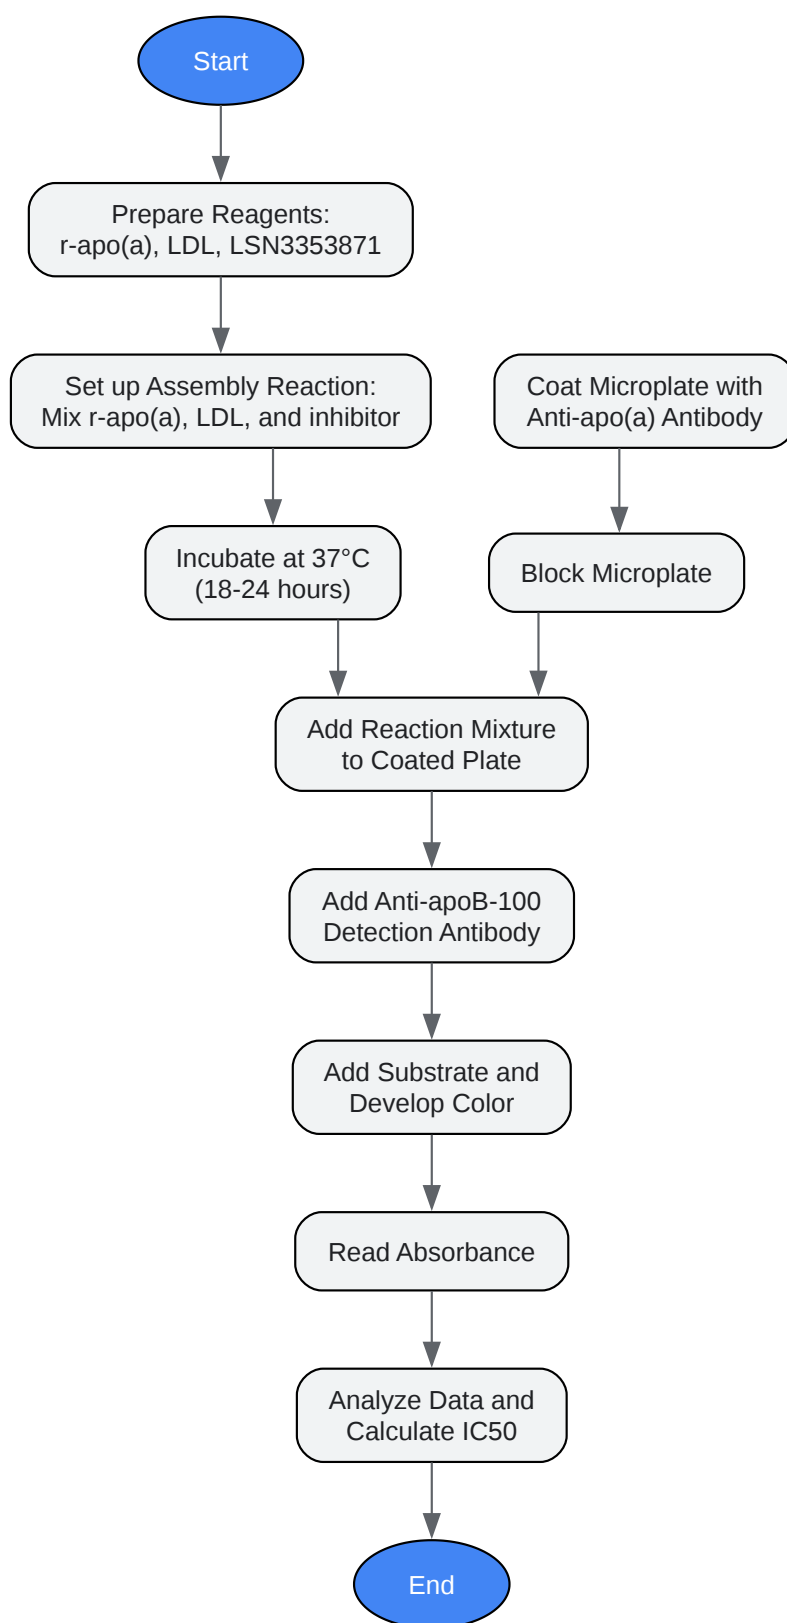 Start
Prepare Reagents:
r-apo(a), LDL, LSN3353871
Set up Assembly Reaction:
Mix r-apo(a), LDL, and inhibitor
Coat Microplate with
Anti-apo(a) Antibody
Incubate at 37°C
(18-24 hours)
Block Microplate
Add Reaction Mixture
to Coated Plate
Add Anti-apoB-100
Detection Antibody
Add Substrate and
Develop Color
Read Absorbance
Analyze Data and
Calculate IC50
End